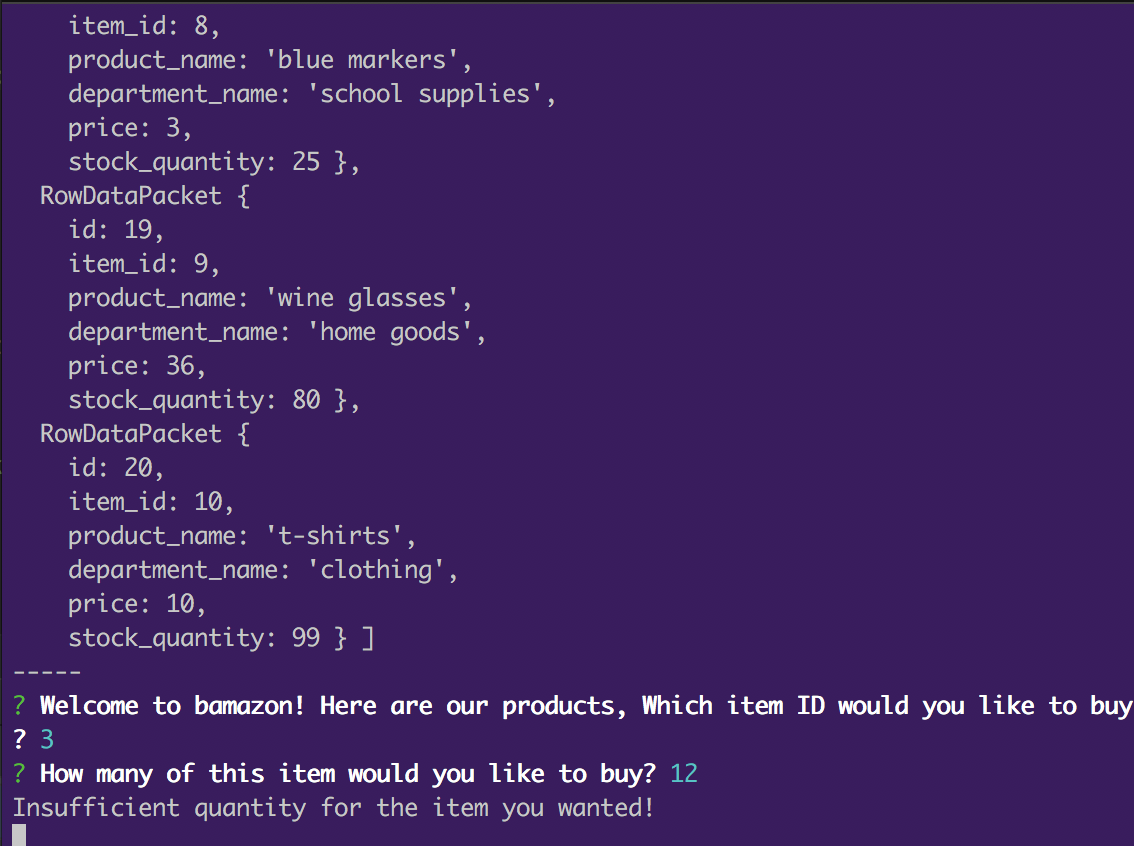 item_id: 8,
product_name: 'blue markers',
department_name: 'school supplies',
price: 3,
stock_quantity: 25 },
RowDataPacket {
id: 19,
item_id: 9,
product_name: 'wine glasses',
department_name: 'home goods',
price: 36,
stock_quantity: 80 },
RowDataPacket {
id: 20,
item_id: 10,
product_name: 't-shirts',
department_name: 'clothing',
price: 10,
stock_quantity: 99 } ]
-----
? Welcome to bamazon! Here are our products, Which item ID would you like to buy
? 3
? How many of this item would you like to buy? 12
Insufficient quantity for the item you wanted!